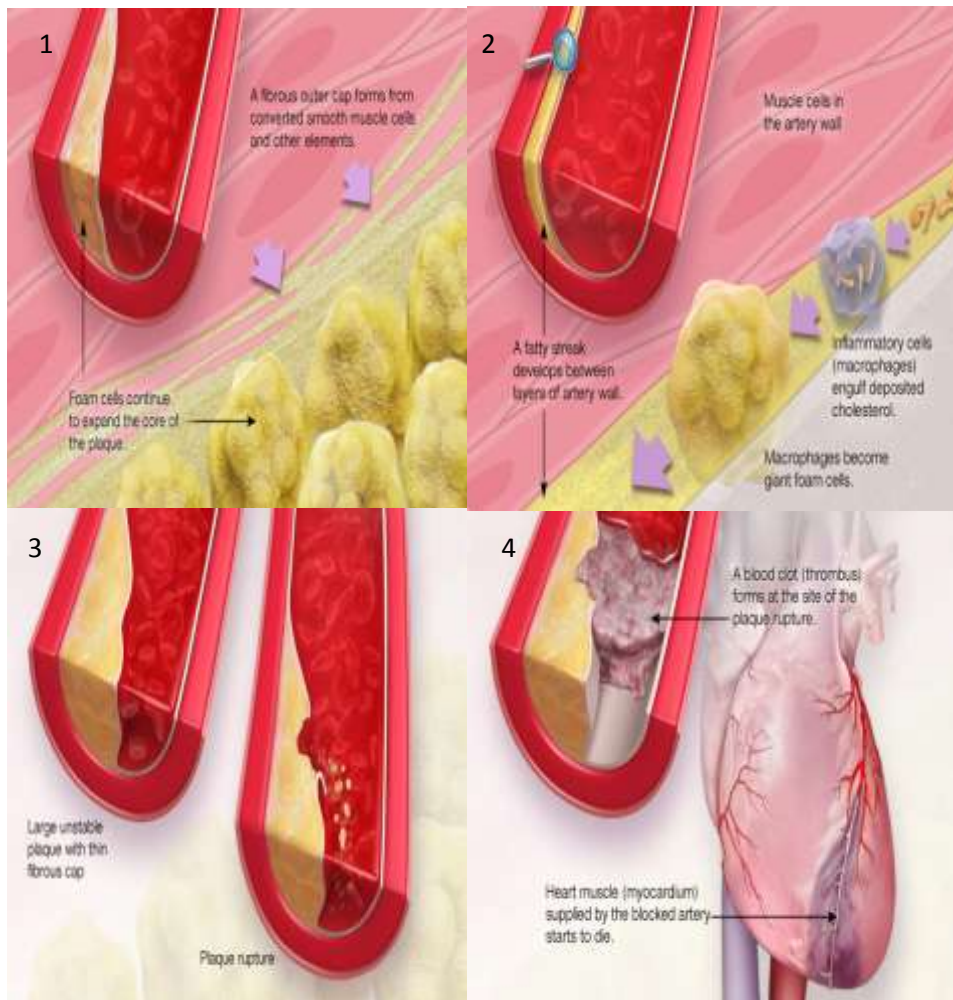 1
A fibrous outer cap forms from
converted smooth muscle cells
and other elements.
Foam cells continue
to expand the core of
the plaque.
2
Muscle cells in
the artery wall
A fatty streak
develops between
layers of artery wall.
Inflammatory cells
(macrophages)
engulf deposited
cholesterol.
Macrophages become
giant foam cells.
3
Large unstable
plaque with thin
fibrous cap
Plaque rupture
4
A blood clot (thrombus)
forms at the site of the
plaque rupture.
Heart muscle (myocardium)
supplied by the blocked artery
starts to die.